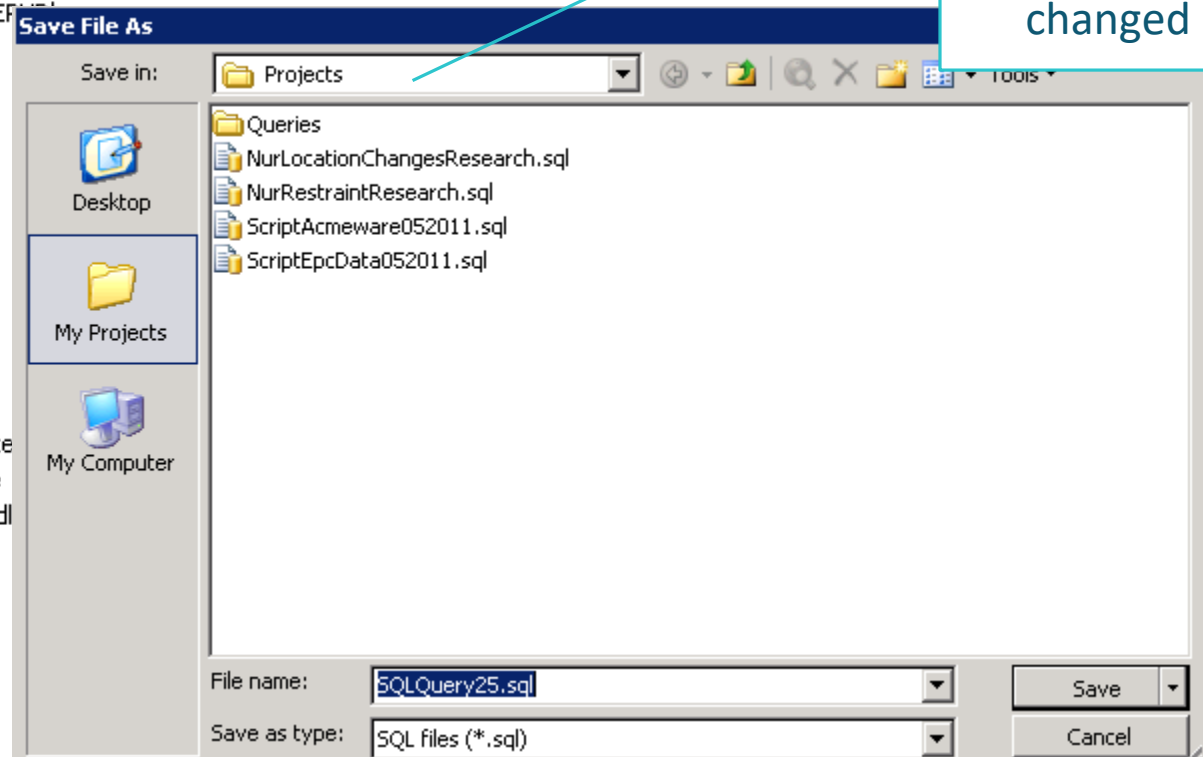 changed
Save File As
Save in:
Projects
Tools
Queries
NurLocationChangesResearch.sql
NurRestraintResearch.sql
ScriptAcmeware052011.sql
ScriptEpcData052011.sql
Desktop
My Projects
My Computer
File name:
SQLQuery25.sql
Save
Save as type:
SQL files (*.sql)
Cancel